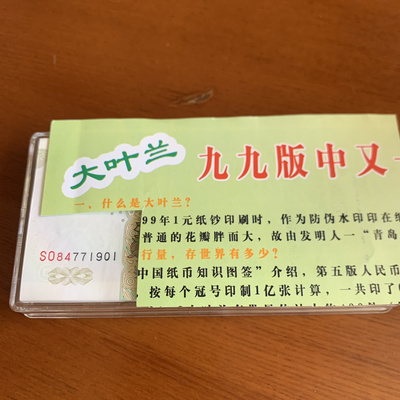 大叶兰
九九版中又
一、什么是大叶兰？
99年1元纸钞印刷时，作为防伪水印印在纸
普通的花瓣胖而大，故由发明人一“青岛
行量，存世界有多少？
中国纸币知识图签”介绍，第五版人民币
按每个冠号印制1亿张计算，一共印了
S084771901